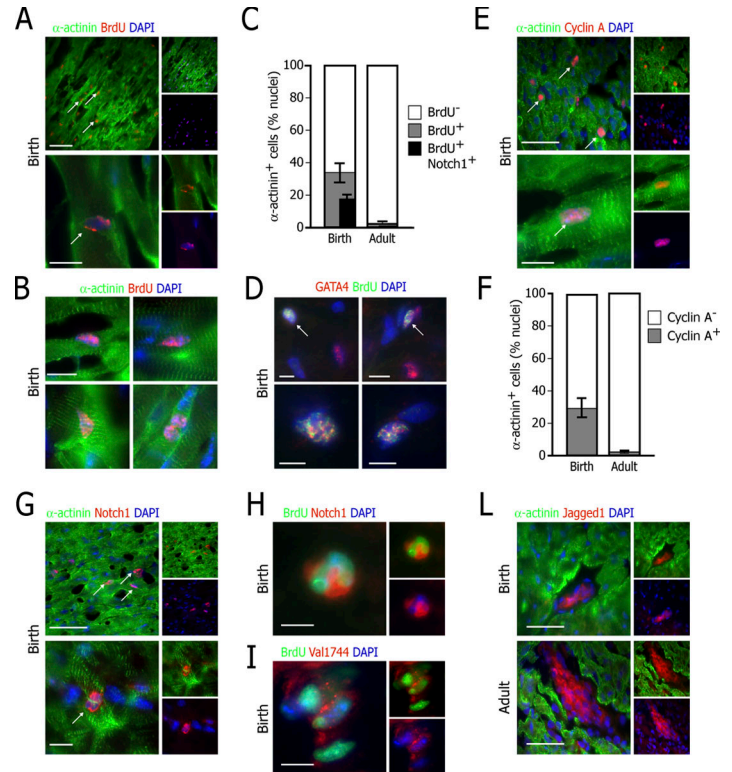 A
α-actinin BrdU DAPI
Birth
B
α-actinin BrdU DAPI
Birth
C
α-actinin+ cells (% nuclei)
100
80
60
40
20
0
Birth
Adult
BrdU-
BrdU+
BrdU+
Notch1+
D
GATA4 BrdU DAPI
Birth
E
α-actinin Cyclin A DAPI
Birth
F
α-actinin+ cells (% nuclei)
100
80
60
40
20
0
Birth
Adult
Cyclin A-
Cyclin A+
G
α-actinin Notch1 DAPI
Birth
H
BrdU Notch1 DAPI
Birth
I
BrdU Val1744 DAPI
Birth
L
α-actinin Jagged1 DAPI
Birth
Adult